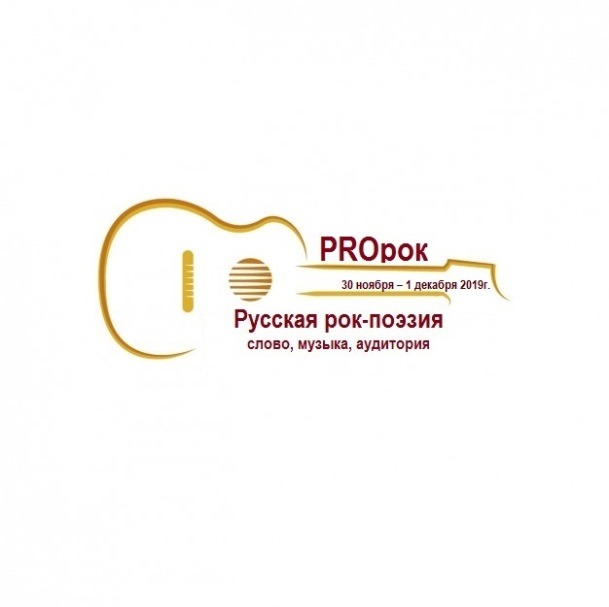 PROрок
30 ноября – 1 декабря 2019г.
Русская рок-поэзия
слово, музыка, аудитория